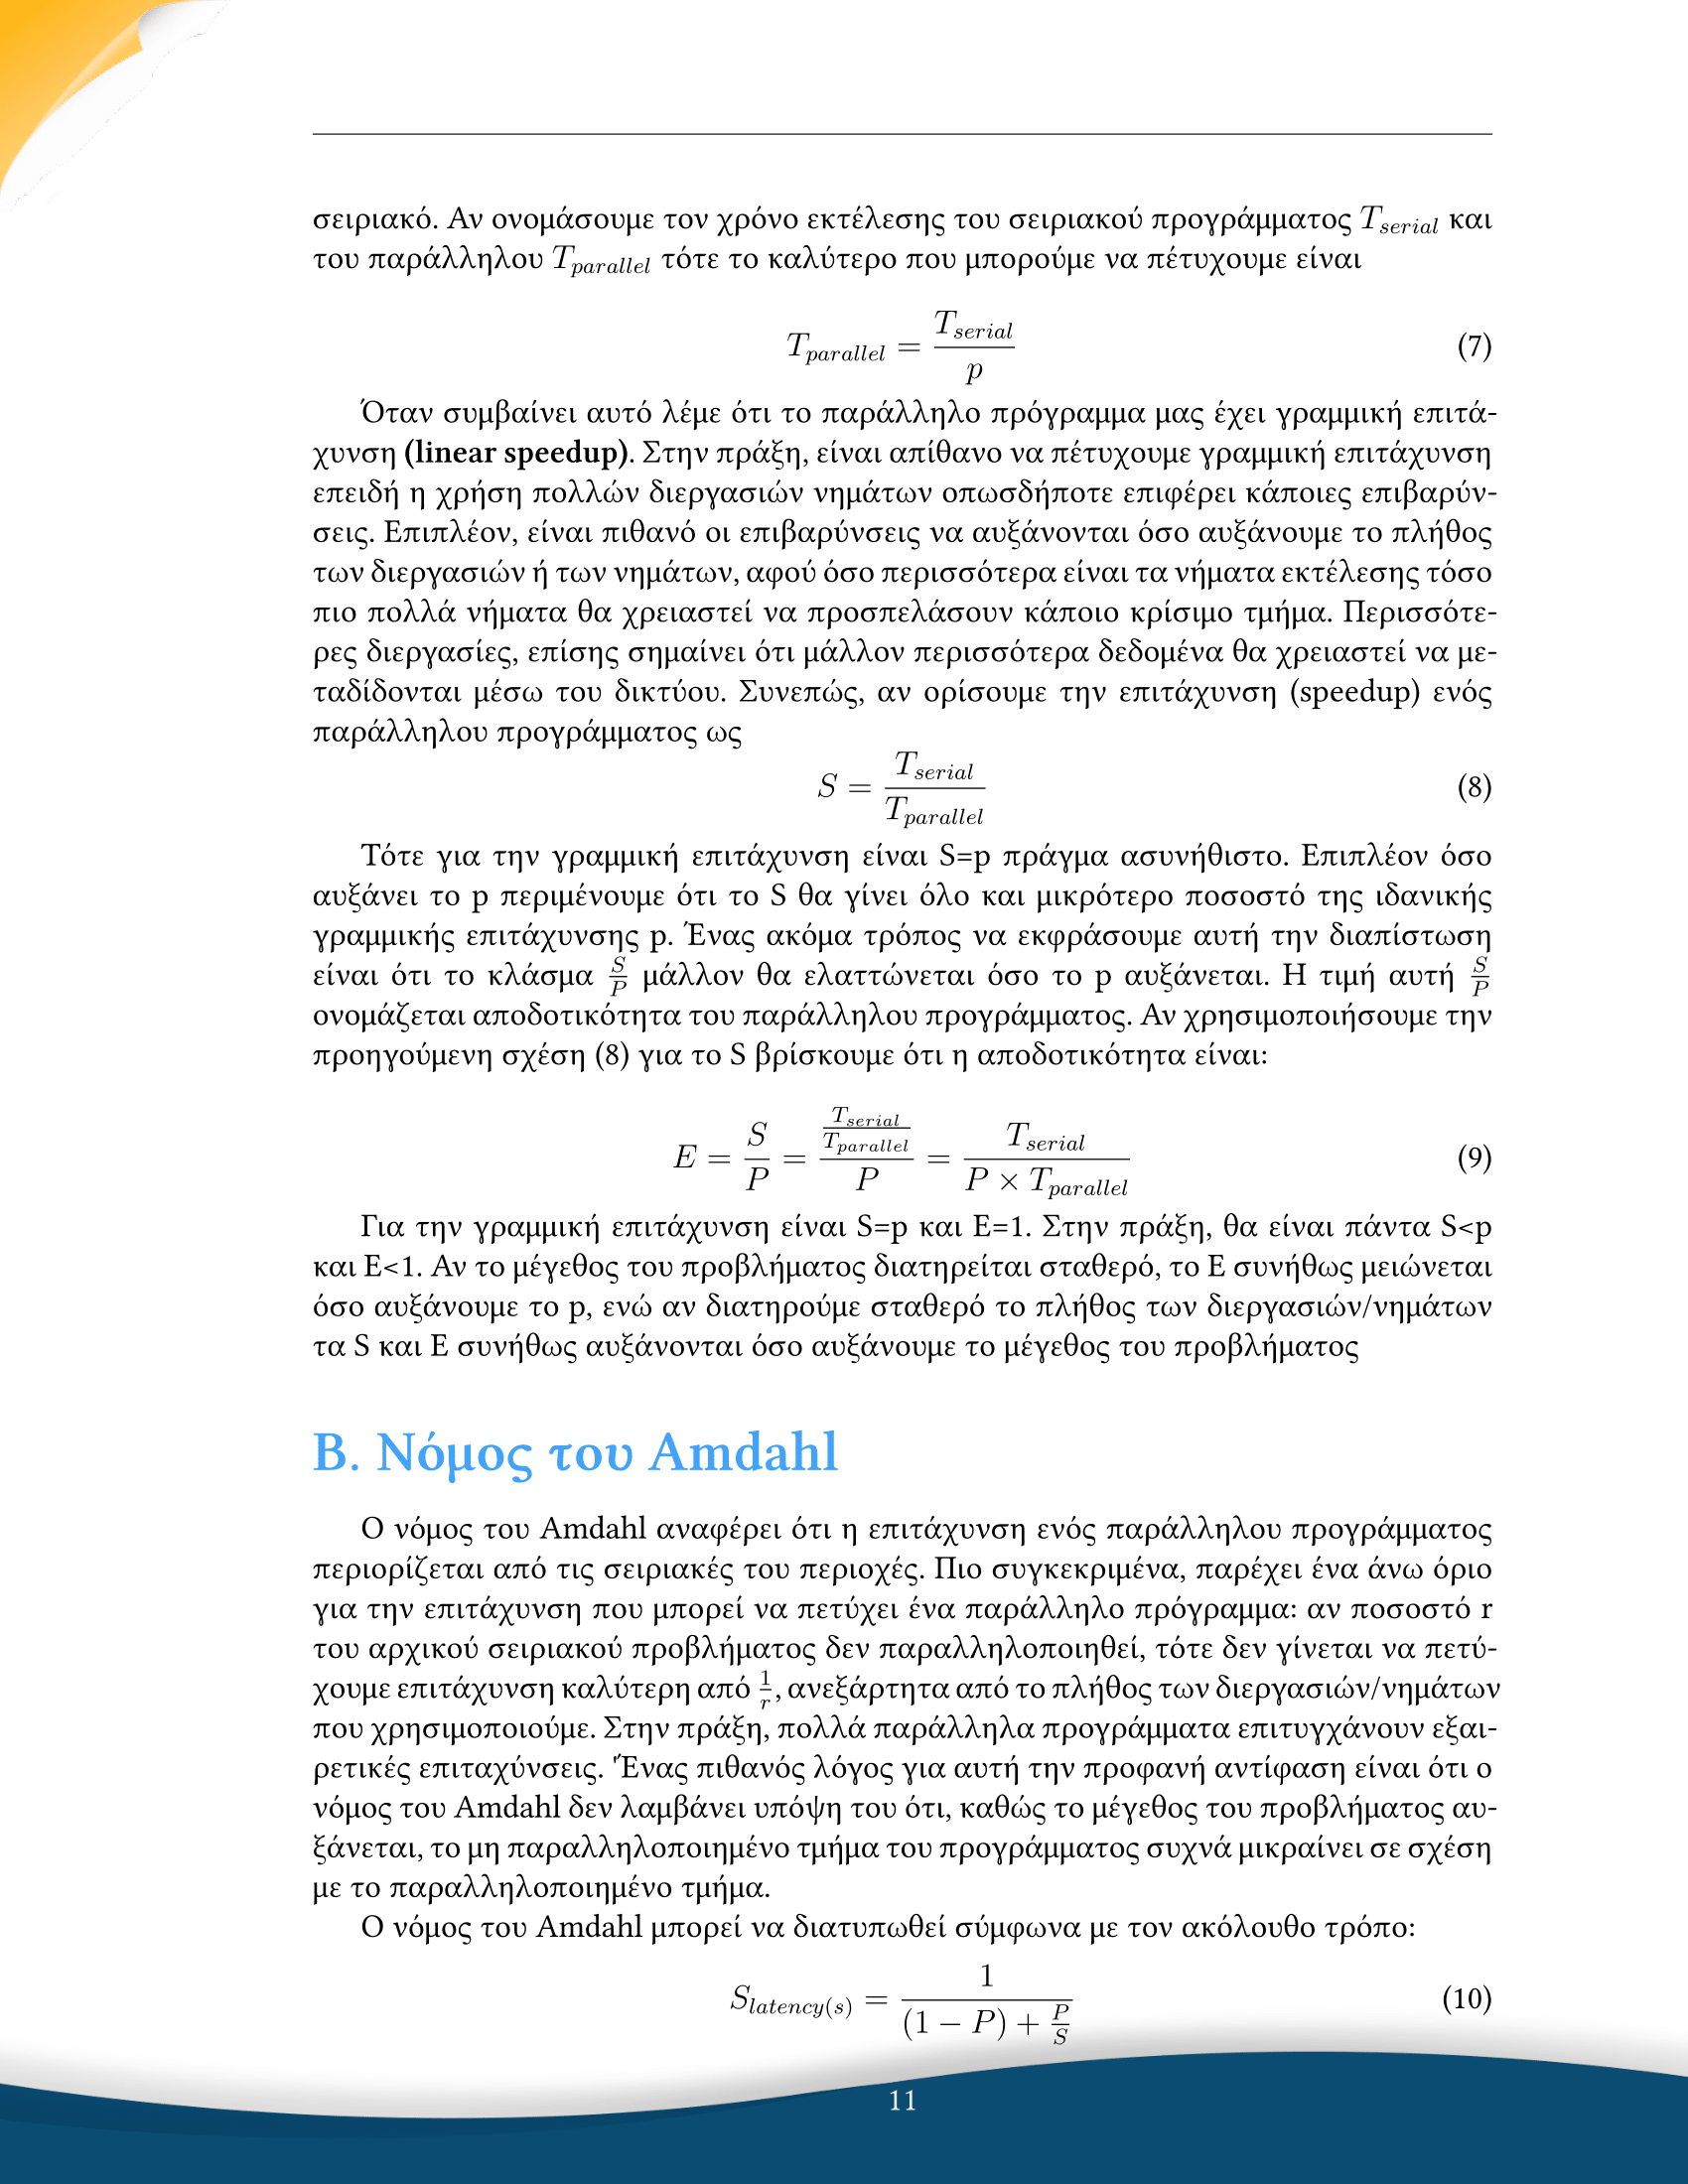 σειριακό. Αν ονομάσουμε τον χρόνο εκτέλεσης του σειριακού προγράμματος $T_{serial}$ και
του παράλληλου $T_{parallel}$ τότε το καλύτερο που μπορούμε να πέτυχουμε είναι
$T_{parallel} = \frac{T_{serial}}{p}$ (7)
Όταν συμβαίνει αυτό λέμε ότι το παράλληλο πρόγραμμα μας έχει γραμμική επιτά-
χυνση (linear speedup). Στην πράξη, είναι απίθανο να πέτυχουμε γραμμική επιτάχυνση
επειδή η χρήση πολλών διεργασιών νημάτων οπωσδήποτε επιφέρει κάποιες επιβαρύν-
σεις. Επιπλέον, είναι πιθανό οι επιβαρύνσεις να αυξάνονται όσο αυξάνουμε το πλήθος
των διεργασιών ή των νημάτων, αφού όσο περισσότερα είναι τα νήματα εκτέλεσης τόσο
πιο πολλά νήματα θα χρειαστεί να προσπελάσουν κάποιο κρίσιμο τμήμα. Περισσότε-
ρες διεργασίες, επίσης σημαίνει ότι μάλλον περισσότερα δεδομένα θα χρειαστεί να με-
ταδίδονται μέσω του δικτύου. Συνεπώς, αν ορίσουμε την επιτάχυνση (speedup) ενός
παράλληλου προγράμματος ως
$S = \frac{T_{serial}}{T_{parallel}}$ (8)
Τότε για την γραμμική επιτάχυνση είναι S=p πράγμα ασυνήθιστο. Επιπλέον όσο
αυξάνει το p περιμένουμε ότι το S θα γίνει όλο και μικρότερο ποσοστό της ιδανικής
γραμμικής επιτάχυνσης p. Ένας ακόμα τρόπος να εκφράσουμε αυτή την διαπίστωση
είναι ότι το κλάσμα $\frac{S}{P}$ μάλλον θα ελαττώνεται όσο το p αυξάνεται. Η τιμή αυτή $\frac{S}{P}$
ονομάζεται αποδοτικότητα του παράλληλου προγράμματος. Αν χρησιμοποιήσουμε την
προηγούμενη σχέση (8) για το S βρίσκουμε ότι η αποδοτικότητα είναι:
$E = \frac{S}{P} = \frac{\frac{T_{serial}}{T_{parallel}}}{P} = \frac{T_{serial}}{P \times T_{parallel}}$ (9)
Για την γραμμική επιτάχυνση είναι S=p και E=1. Στην πράξη, θα είναι πάντα S<p
και E<1. Αν το μέγεθος του προβλήματος διατηρείται σταθερό, το E συνήθως μειώνεται
όσο αυξάνουμε το p, ενώ αν διατηρούμε σταθερό το πλήθος των διεργασιών/νημάτων
τα S και E συνήθως αυξάνονται όσο αυξάνουμε το μέγεθος του προβλήματος
B. Νόμος του Amdahl
Ο νόμος του Amdahl αναφέρει ότι η επιτάχυνση ενός παράλληλου προγράμματος
περιορίζεται από τις σειριακές του περιοχές. Πιο συγκεκριμένα, παρέχει ένα άνω όριο
για την επιτάχυνση που μπορεί να πετύχει ένα παράλληλο πρόγραμμα: αν ποσοστό r
του αρχικού σειριακού προβλήματος δεν παραλληλοποιηθεί, τότε δεν γίνεται να πετύ-
χουμε επιτάχυνση καλύτερη από $\frac{1}{r}$, ανεξάρτητα από το πλήθος των διεργασιών/νημάτων
που χρησιμοποιούμε. Στην πράξη, πολλά παράλληλα προγράμματα επιτυγχάνουν εξαι-
ρετικές επιταχύνσεις. Ἕνας πιθανός λόγος για αυτή την προφανή αντίφαση είναι ότι ο
νόμος του Amdahl δεν λαμβάνει υπόψη του ότι, καθώς το μέγεθος του προβλήματος αυ-
ξάνεται, το μη παραλληλοποιημένο τμήμα του προγράμματος συχνά μικραίνει σε σχέση
με το παραλληλοποιημένο τμήμα.
Ο νόμος του Amdahl μπορεί να διατυπωθεί σύμφωνα με τον ακόλουθο τρόπο:
$S_{latency(s)} = \frac{1}{(1 - P) + \frac{P}{S}}$ (10)
11